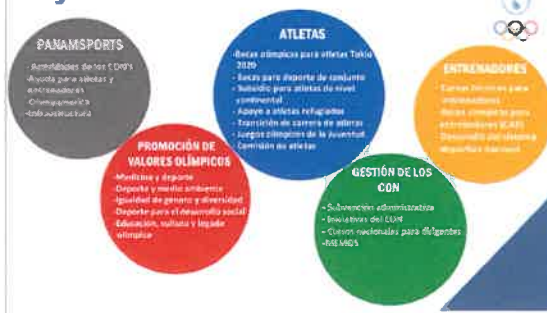 PANAMSPORTS
- Actividades de los CON's
- Ayuda para atletas y
entrenadores
- Infraestructura
ATLETAS
-Becas olímpicas para atletas Tokio
2020
- Becas para deporte de conjunto
- Subsidio para atletas de nivel
continental
- Apoyo a atletas refugiados
- Transición de carrera de atletas
- Juegos olímpicos de la juventud
- Comisión de atletas
ENTRENADORES
- Cursos técnicos para
entrenadores
- Becas olímpicas para
entrenadores
- Desarrollo del sistema
deportivo nacional
PROMOCIÓN DE
VALORES OLÍMPICOS
-Medicina y deporte
-Deporte y medio ambiente
-Igualdad de genero y diversidad
-Deporte para el desarrollo social
-Educación, cultura y legado
olímpico
GESTIÓN DE LOS
CON
- Subvención administrativa
- Iniciativas del CON
- Cursos nacionales para dirigentes
-MEMOS